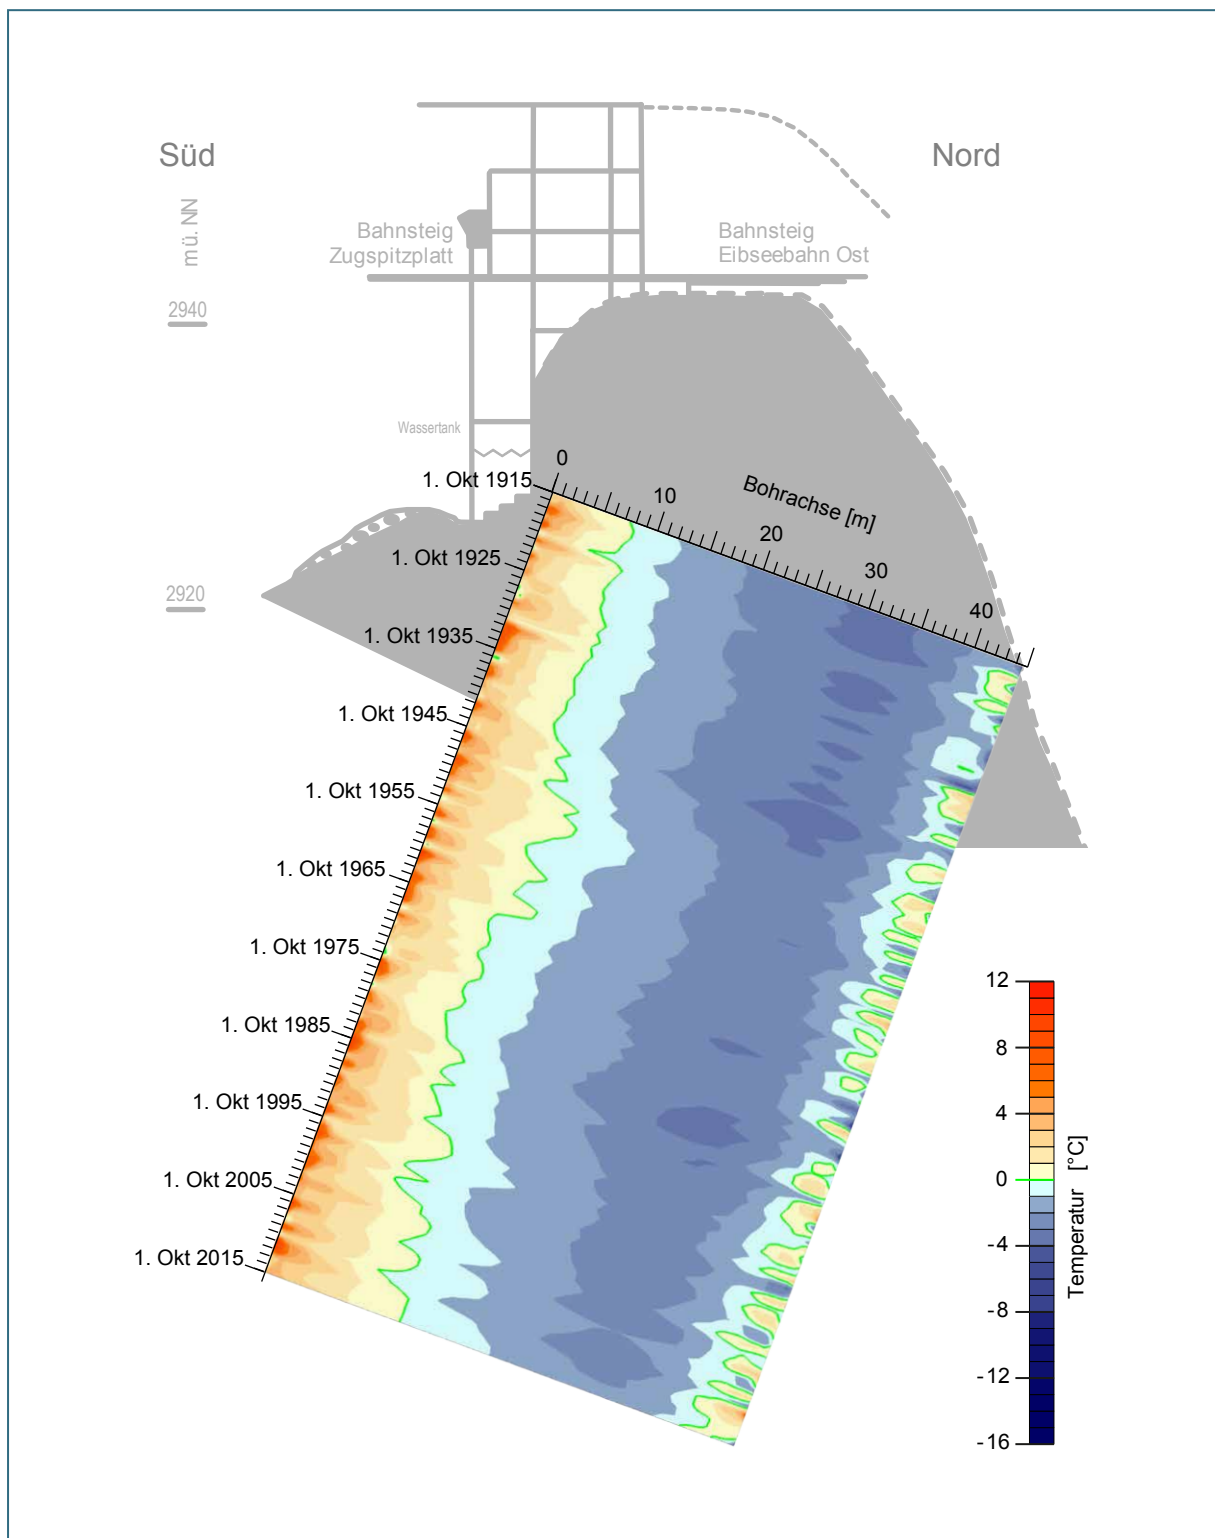 Süd
Nord
mü. NN
Bahnsteig
Zugspitzplatt
Bahnsteig
Eibseebahn Ost
2940
Wassertank
2920
0
10
20
30
40
Bohrachse [m]
1. Okt 1915
1. Okt 1925
1. Okt 1935
1. Okt 1945
1. Okt 1955
1. Okt 1965
1. Okt 1975
1. Okt 1985
1. Okt 1995
1. Okt 2005
1. Okt 2015
12
8
4
0
-4
-8
-12
-16
Temperatur [°C]